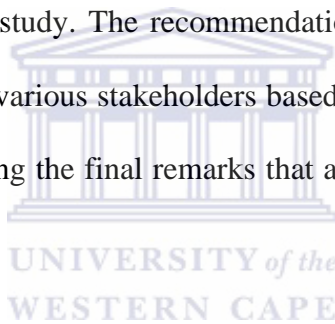 study. The recommendatio
various stakeholders based
ng the final remarks that a
UNIVERSITY of the
WESTERN CAPE